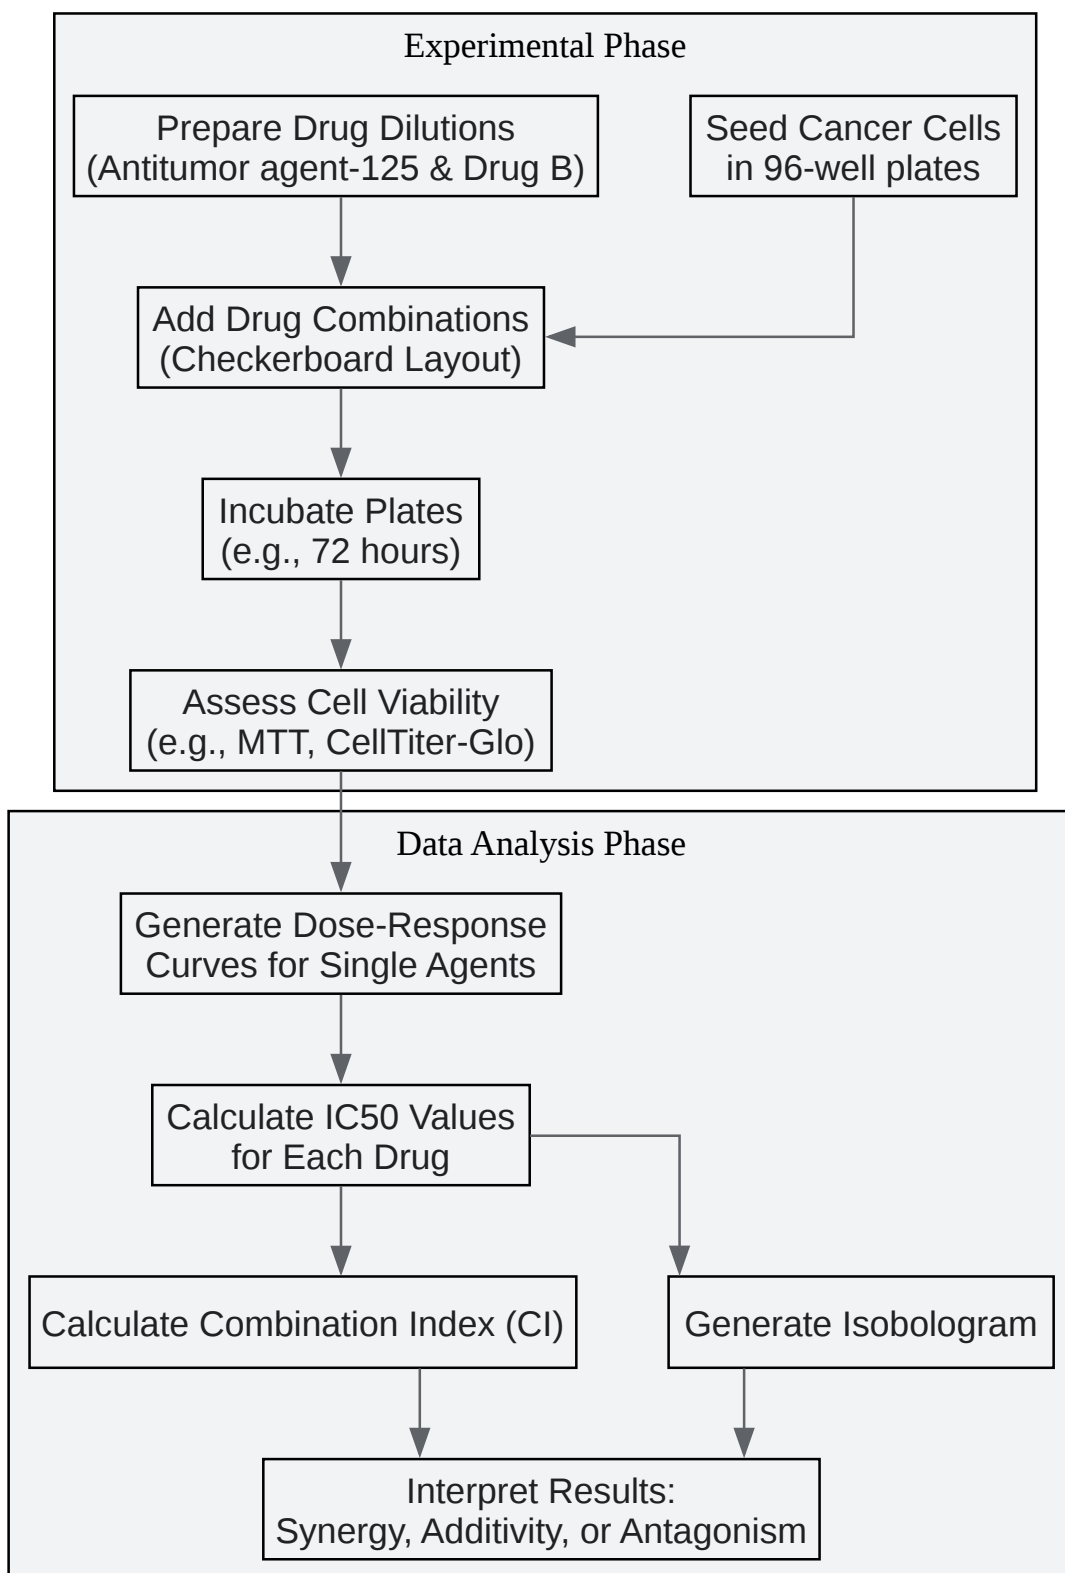 Experimental Phase
Prepare Drug Dilutions
(Antitumor agent-125 & Drug B)
Seed Cancer Cells
in 96-well plates
Add Drug Combinations
(Checkerboard Layout)
Incubate Plates
(e.g., 72 hours)
Assess Cell Viability
(e.g., MTT, CellTiter-Glo)
Data Analysis Phase
Generate Dose-Response
Curves for Single Agents
Calculate IC50 Values
for Each Drug
Calculate Combination Index (CI)
Generate Isobologram
Interpret Results:
Synergy, Additivity, or Antagonism